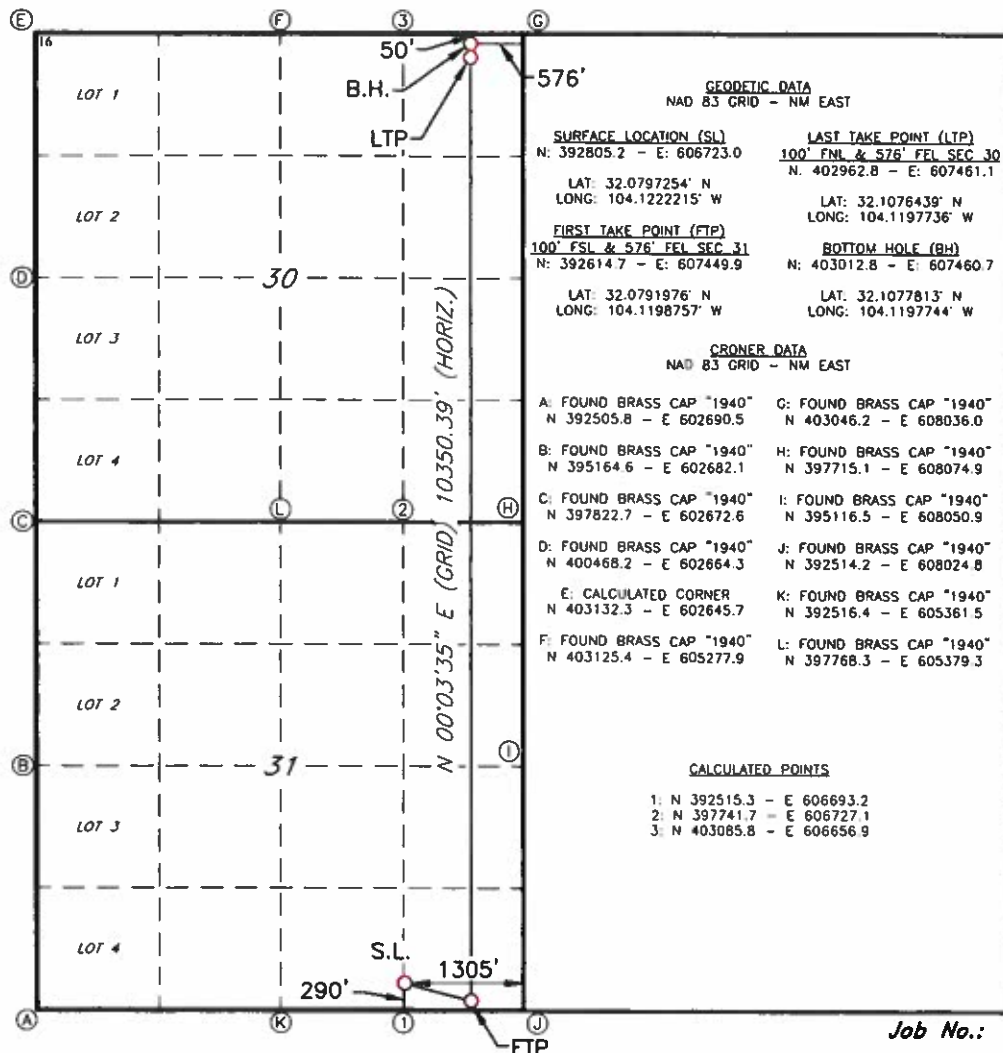 E
F
3
G
16
50'
B.H.
LTP
576'
LOT 1
LOT 2
D
30
LOT 3
LOT 4
C
L
2
H
N 00°03'35" E (GRID) 10350.39' (HORIZ.)
LOT 1
LOT 2
B
31
I
LOT 3
LOT 4
S.L.
1305'
290'
A
K
1
J
FTP
GEODETIC DATA
NAD 83 GRID - NM EAST
SURFACE LOCATION (SL)
N: 392805.2 - E: 606723.0
LAT: 32.0797254° N
LONG: 104.1222215° W
FIRST TAKE POINT (FTP)
100' FSL & 576' FEL SEC 31
N: 392614.7 - E: 607449.9
LAT: 32.0791976° N
LONG: 104.1198757° W
LAST TAKE POINT (LTP)
100' FNL & 576' FEL SEC 30
N: 402962.8 - E: 607461.1
LAT: 32.1076439° N
LONG: 104.1197736° W
BOTTOM HOLE (BH)
N: 403012.8 - E: 607460.7
LAT: 32.1077813° N
LONG: 104.1197744° W
CRONER DATA
NAD 83 GRID - NM EAST
A: FOUND BRASS CAP "1940"
N 392505.8 - E 602690.5
B: FOUND BRASS CAP "1940"
N 395164.6 - E 602682.1
C: FOUND BRASS CAP "1940"
N 397822.7 - E 602672.6
D: FOUND BRASS CAP "1940"
N 400468.2 - E 602664.3
E: CALCULATED CORNER
N 403132.3 - E 602645.7
F: FOUND BRASS CAP "1940"
N 403125.4 - E 605277.9
G: FOUND BRASS CAP "1940"
N 403046.2 - E 608036.0
H: FOUND BRASS CAP "1940"
N 397715.1 - E 608074.9
I: FOUND BRASS CAP "1940"
N 395116.5 - E 608050.9
J: FOUND BRASS CAP "1940"
N 392514.2 - E 608024.8
K: FOUND BRASS CAP "1940"
N 392516.4 - E 605361.5
L: FOUND BRASS CAP "1940"
N 397768.3 - E 605379.3
CALCULATED POINTS
1: N 392515.3 - E 606693.2
2: N 397741.7 - E 606727.1
3: N 403085.8 - E 606656.9
Job No.: